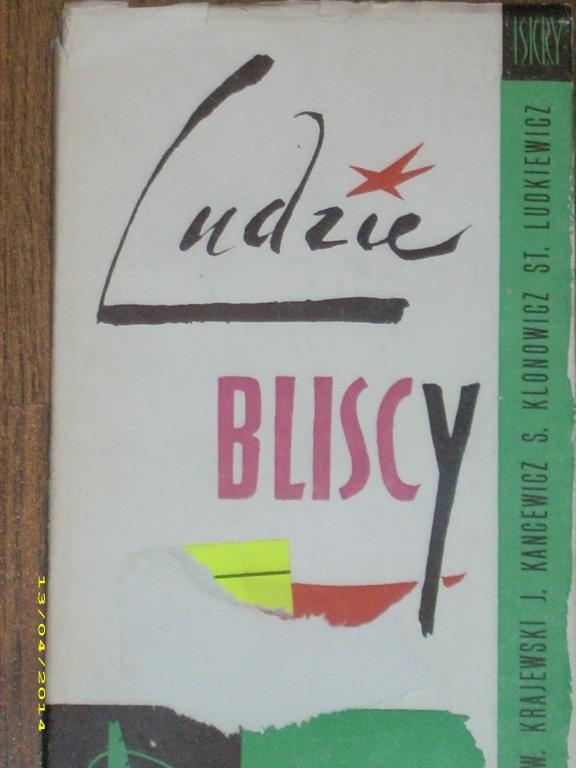 Ludzie
BLISCY
ISKRY
W. KRAJEWSKI J. KANCEWICZ S. KLONOWICZ ST. LUDKIEWICZ
13/04/2014